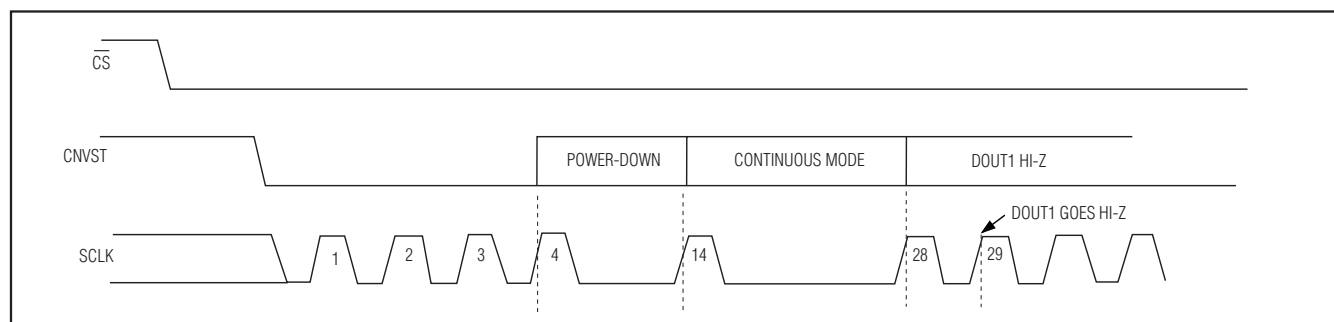 CS
CNVST
POWER-DOWN
CONTINUOUS MODE
DOUT1 HI-Z
DOUT1 GOES HI-Z
SCLK
1
2
3
4
14
28
29